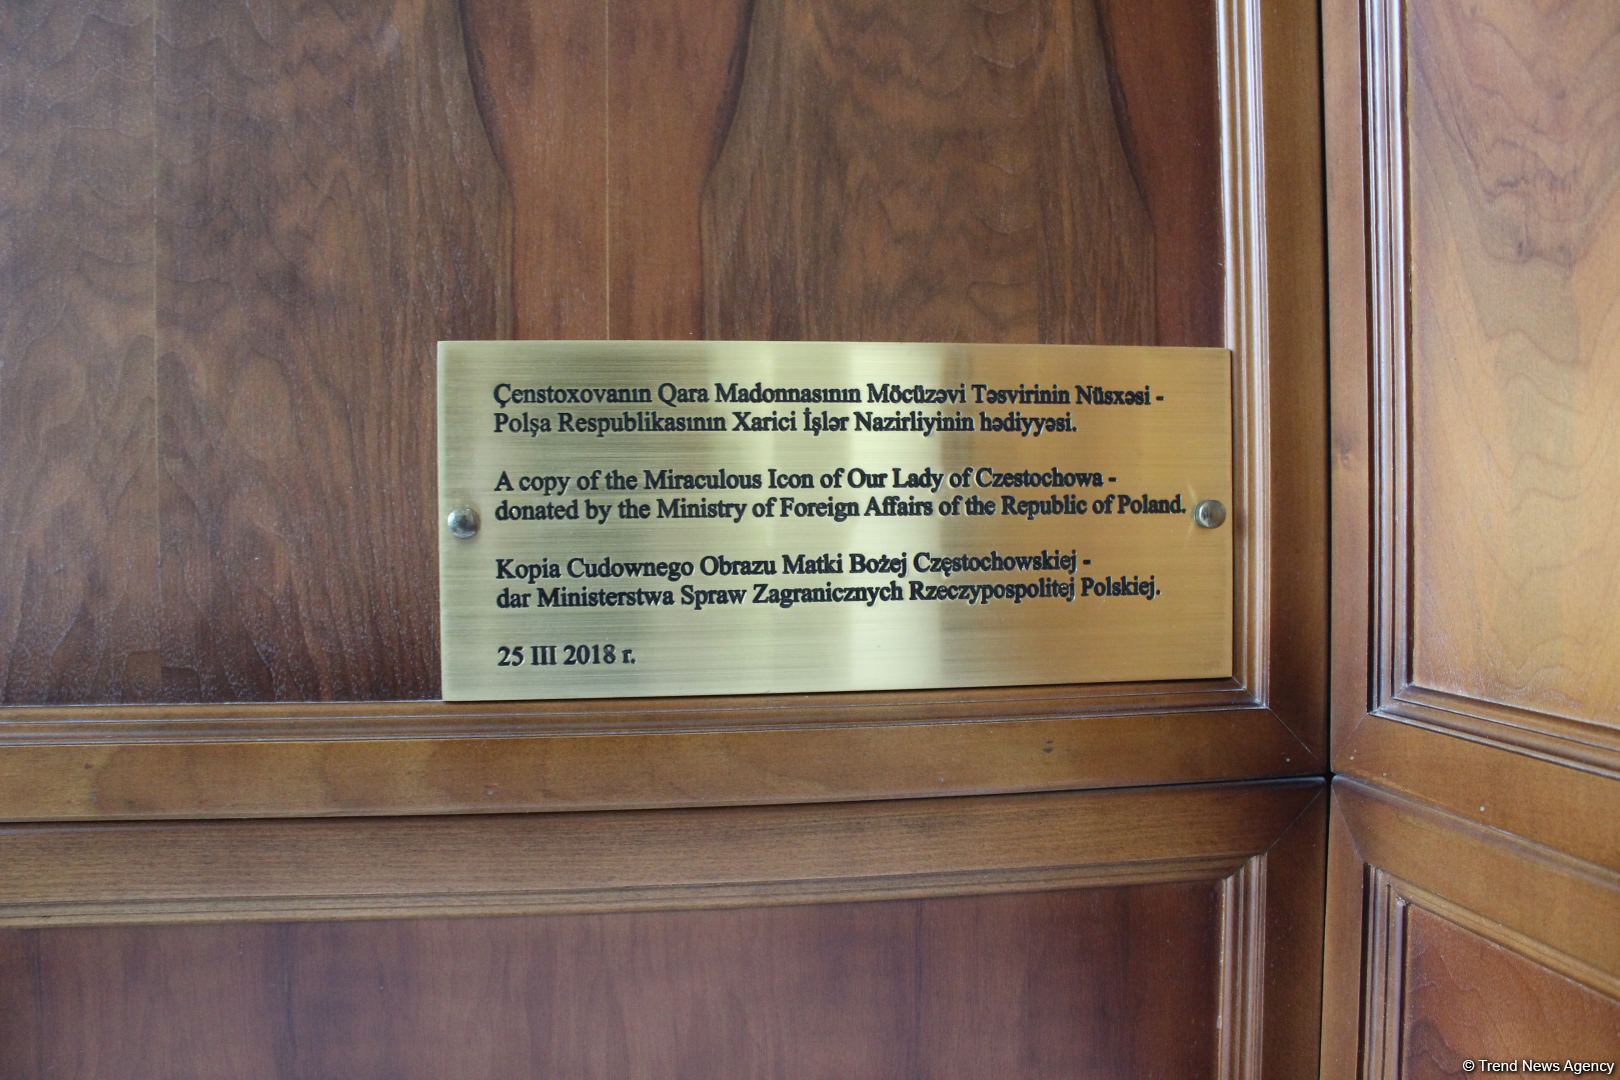 Çenstoxovanın Qara Madonnasının Möcüzəvi Təsvirinin Nüsxəsi -
Polşa Respublikasının Xarici İşlər Nazirliyinin hədiyyəsi.
A copy of the Miraculous Icon of Our Lady of Czestochowa -
donated by the Ministry of Foreign Affairs of the Republic of Poland.
Kopia Cudownego Obrazu Matki Bożej Częstochowskiej -
dar Ministerstwa Spraw Zagranicznych Rzeczypospolitej Polskiej.
25 III 2018 r.
© Trend News Agency